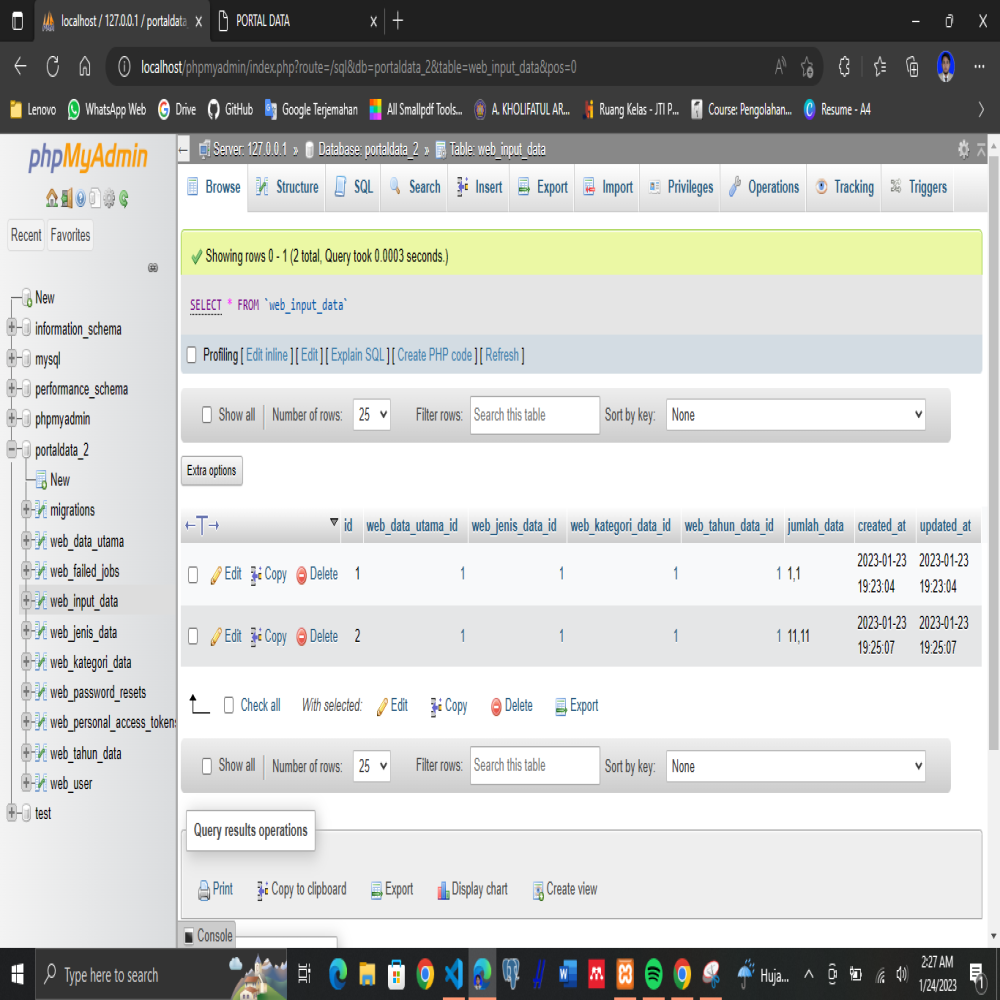 localhost / 127.0.0.1 / portaldata_
PORTAL DATA
localhost/phpmyadmin/index.php?route=/sql&db=portaldata_2&table=web_input_data&pos=0
Lenovo WhatsApp Web Drive GitHub Google Terjemahan All Smallpdf Tools... A. KHOLIFATUL AR... Ruang Kelas - JTI P... Course: Pengolahan... Resume - A4
phpMyAdmin
Recent Favorites
New
information_schema
mysql
performance_schema
phpmyadmin
portaldata_2
New
migrations
web_data_utama
web_failed_jobs
web_input_data
web_jenis_data
web_kategori_data
web_password_resets
web_personal_access_tokens
web_tahun_data
web_user
test
Server: 127.0.0.1 » Database: portaldata_2 » Table: web_input_data
Browse Structure SQL Search Insert Export Import Privileges Operations Tracking Triggers
Showing rows 0 - 1 (2 total, Query took 0.0003 seconds.)
SELECT * FROM `web_input_data`
Profiling [ Edit inline ] [ Edit ] [ Explain SQL ] [ Create PHP code ] [ Refresh ]
Show all Number of rows: 25 Filter rows: Search this table Sort by key: None
Extra options
←T→ id web_data_utama_id web_jenis_data_id web_kategori_data_id web_tahun_data_id jumlah_data created_at updated_at
Edit Copy Delete 1 1 1 1 1 1,1 2023-01-23 19:23:04 2023-01-23 19:23:04
Edit Copy Delete 2 1 1 1 1 11,11 2023-01-23 19:25:07 2023-01-23 19:25:07
Check all With selected: Edit Copy Delete Export
Show all Number of rows: 25 Filter rows: Search this table Sort by key: None
Query results operations
Print Copy to clipboard Export Display chart Create view
Console
Type here to search
Huja...
2:27 AM
1/24/2023
1